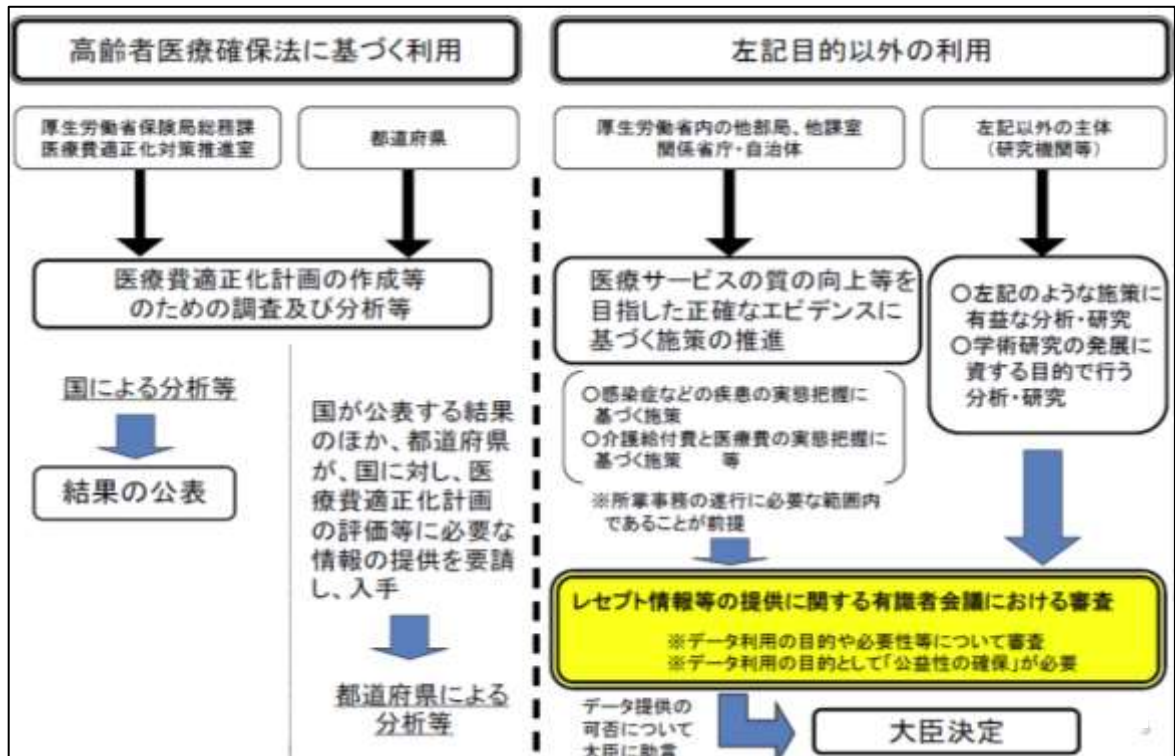 高齢者医療確保法に基づく利用
厚生労働省保険局総務課
医療費適正化対策推進室
都道府県
医療費適正化計画の作成等
のための調査及び分析等
国による分析等
結果の公表
国が公表する結果
のほか、都道府県
が、国に対し、医
療費適正化計画
の評価等に必要な
情報の提供を要請
し、入手
都道府県による
分析等
左記目的以外の利用
厚生労働省内の他部局、他課室
関係省庁・自治体
左記以外の主体
(研究機関等)
医療サービスの質の向上等を
目指した正確なエビデンスに
基づく施策の推進
○感染症などの疾患の実態把握に
基づく施策
○介護給付費と医療費の実態把握に
基づく施策 等
※所掌事務の遂行に必要な範囲内
であることが前提
○左記のような施策に
有益な分析・研究
○学術研究の発展に
資する目的で行う
分析・研究
レセプト情報等の提供に関する有識者会議における審査
※データ利用の目的や必要性等について審査
※データ利用の目的として「公益性の確保」が必要
データ提供の
可否について
大臣に助言
大臣決定